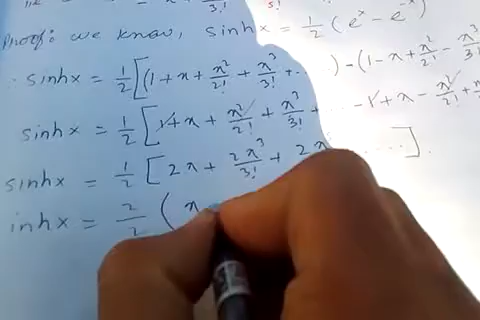 3! 5!
Proof: we know, sinhx = 1/2 (e^x - e^-x)
∴ sinhx = 1/2 [(1 + x + x²/2! + x³/3! + ... ) - (1 - x + x²/2! - x³/3!
sinhx = 1/2 [1 + x + x²/2! + x³/3! + ... - 1 + x - x²/2! + x
sinhx = 1/2 [2x + 2x³/3! + 2x ....].
inhx = 2/2 (x